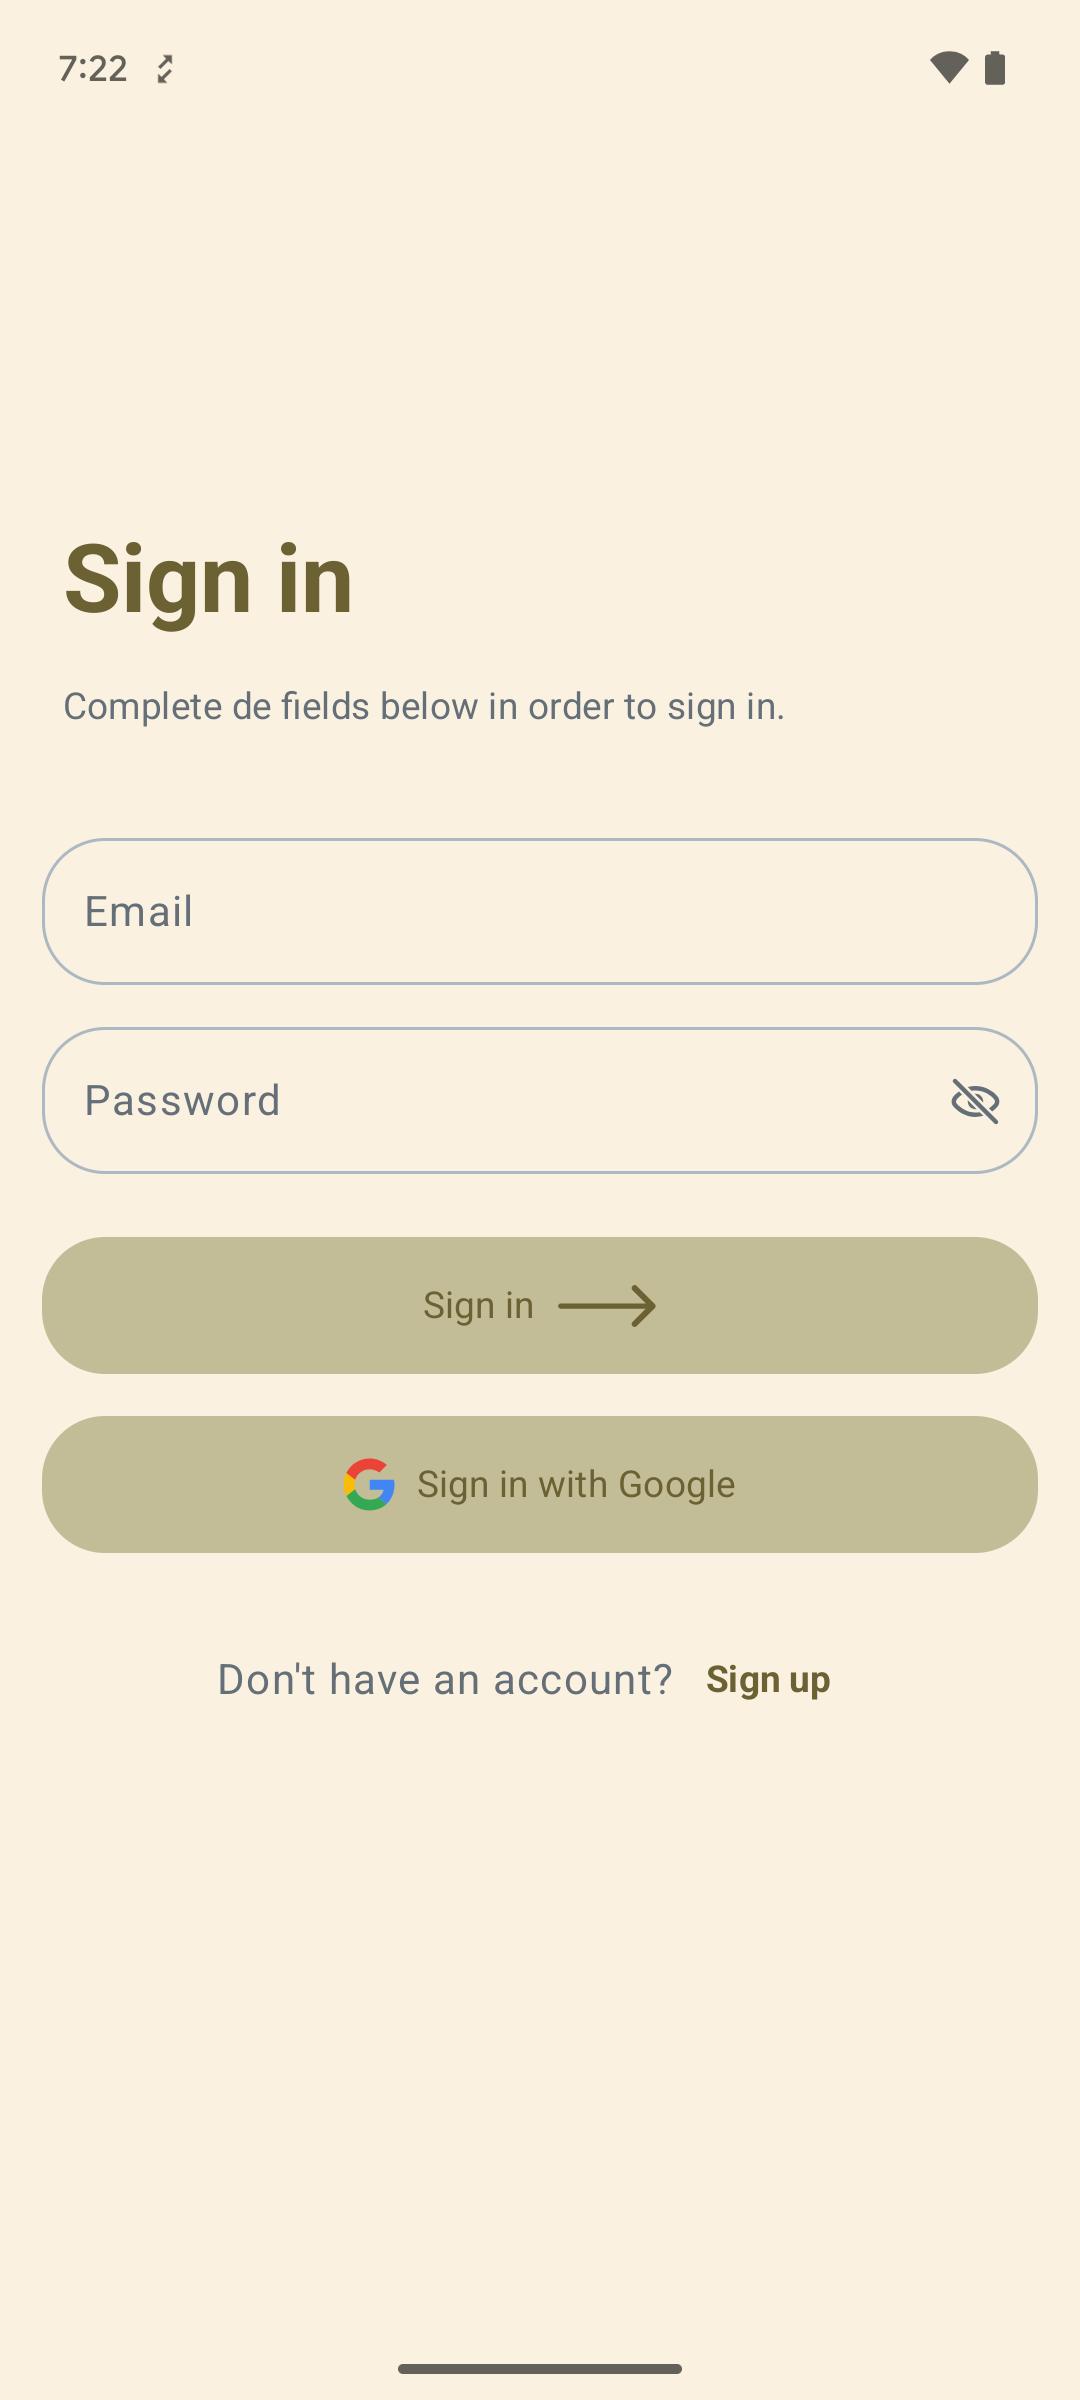 7:22
Sign in
Complete de fields below in order to sign in.
Email
Password
Sign in
Sign in with Google
Don't have an account? Sign up